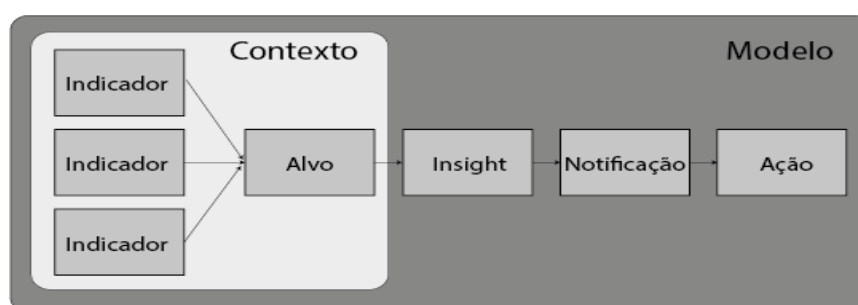 Contexto
Modelo
Indicador
Indicador
Alvo
Insight
Notificação
Ação
Indicador